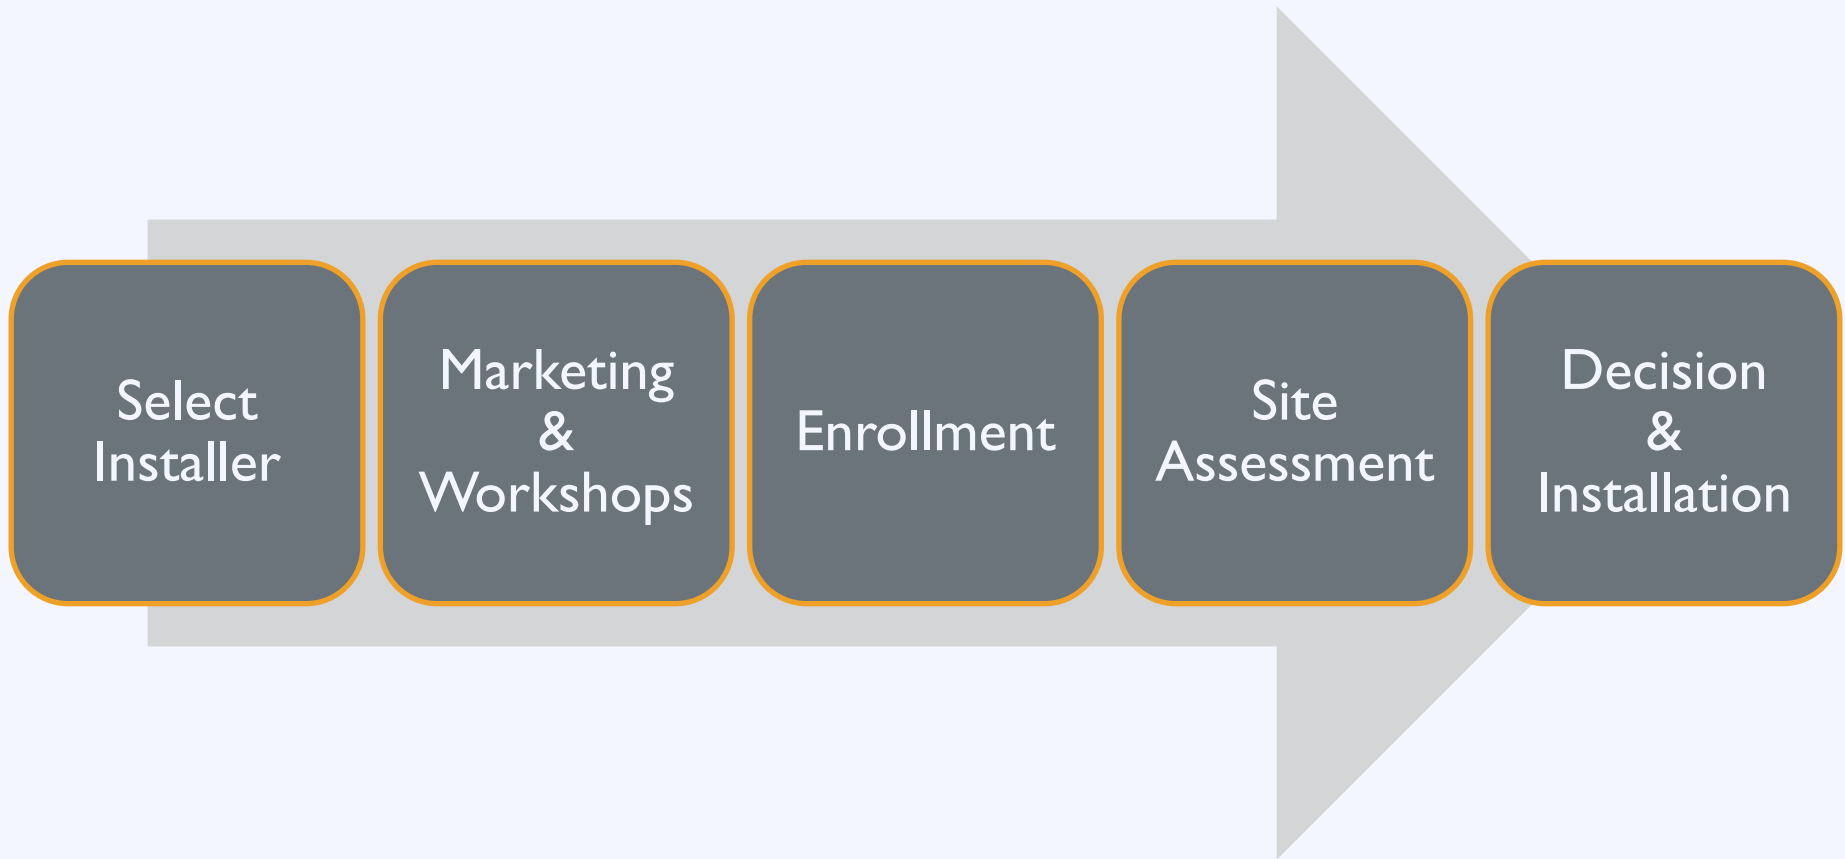 Select
Installer
Marketing
&
Workshops
Enrollment
Site
Assessment
Decision
&
Installation